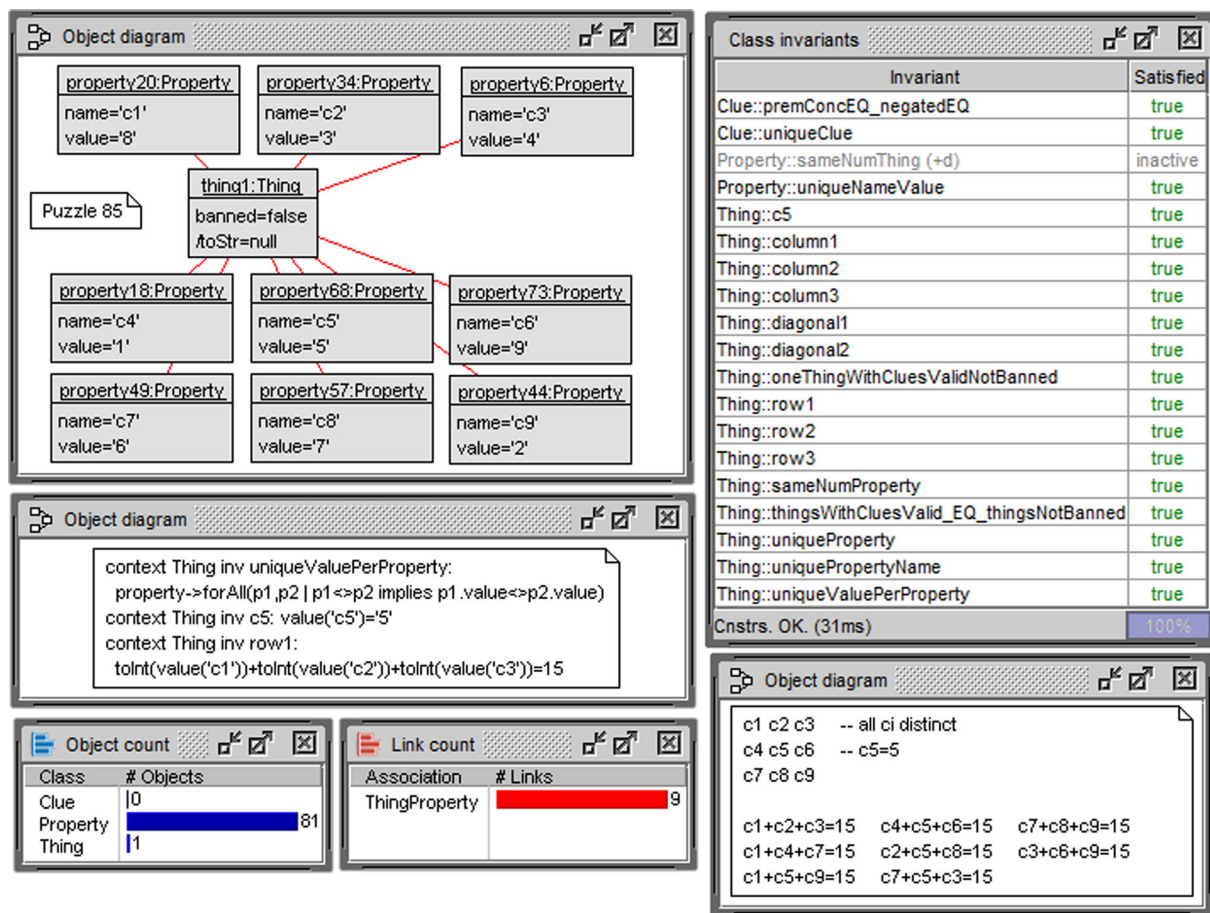 Object diagram
property20:Property
name='c1'
value='8'
property34:Property
name='c2'
value='3'
property6:Property
name='c3'
value='4'
Puzzle 85
thing1:Thing
banned=false
/toStr=null
property18:Property
name='c4'
value='1'
property68:Property
name='c5'
value='5'
property73:Property
name='c6'
value='9'
property49:Property
name='c7'
value='6'
property57:Property
name='c8'
value='7'
property44:Property
name='c9'
value='2'
Object diagram
context Thing inv uniqueValuePerProperty:
property->forAll(p1,p2 | p1<>p2 implies p1.value<>p2.value)
context Thing inv c5: value('c5')='5'
context Thing inv row1:
toInt(value('c1'))+toInt(value('c2'))+toInt(value('c3'))=15
Object count
Class # Objects
Clue 0
Property 81
Thing 1
Link count
Association # Links
ThingProperty 9
Class invariants
Invariant Satisfied
Clue::premConcEQ_negatedEQ true
Clue::uniqueClue true
Property::sameNumThing (+d) inactive
Property::uniqueNameValue true
Thing::c5 true
Thing::column1 true
Thing::column2 true
Thing::column3 true
Thing::diagonal1 true
Thing::diagonal2 true
Thing::oneThingWithCluesValidNotBanned true
Thing::row1 true
Thing::row2 true
Thing::row3 true
Thing::sameNumProperty true
Thing::thingsWithCluesValid_EQ_thingsNotBanned true
Thing::uniqueProperty true
Thing::uniquePropertyName true
Thing::uniqueValuePerProperty true
Cnstrs. OK. (31ms) 100%
Object diagram
c1 c2 c3 -- all ci distinct
c4 c5 c6 -- c5=5
c7 c8 c9
c1+c2+c3=15 c4+c5+c6=15 c7+c8+c9=15
c1+c4+c7=15 c2+c5+c8=15 c3+c6+c9=15
c1+c5+c9=15 c7+c5+c3=15